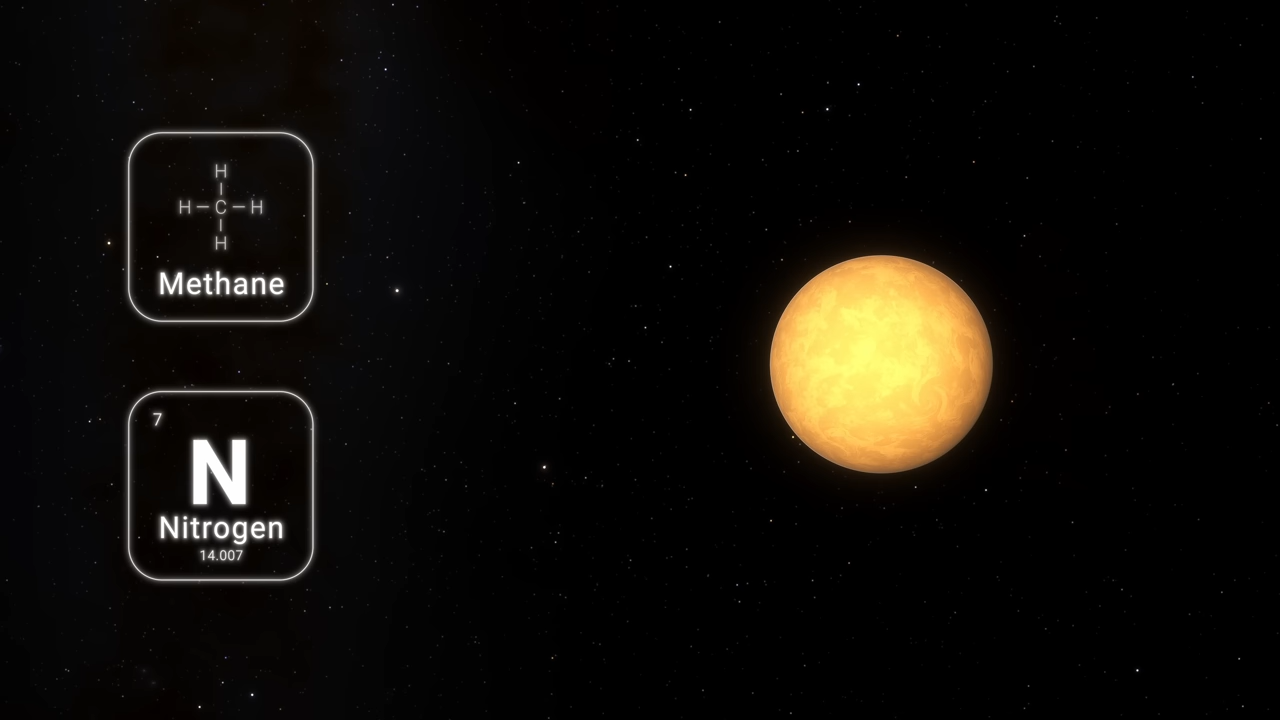 H
H–C–H
H
Methane
7
N
Nitrogen
14.007